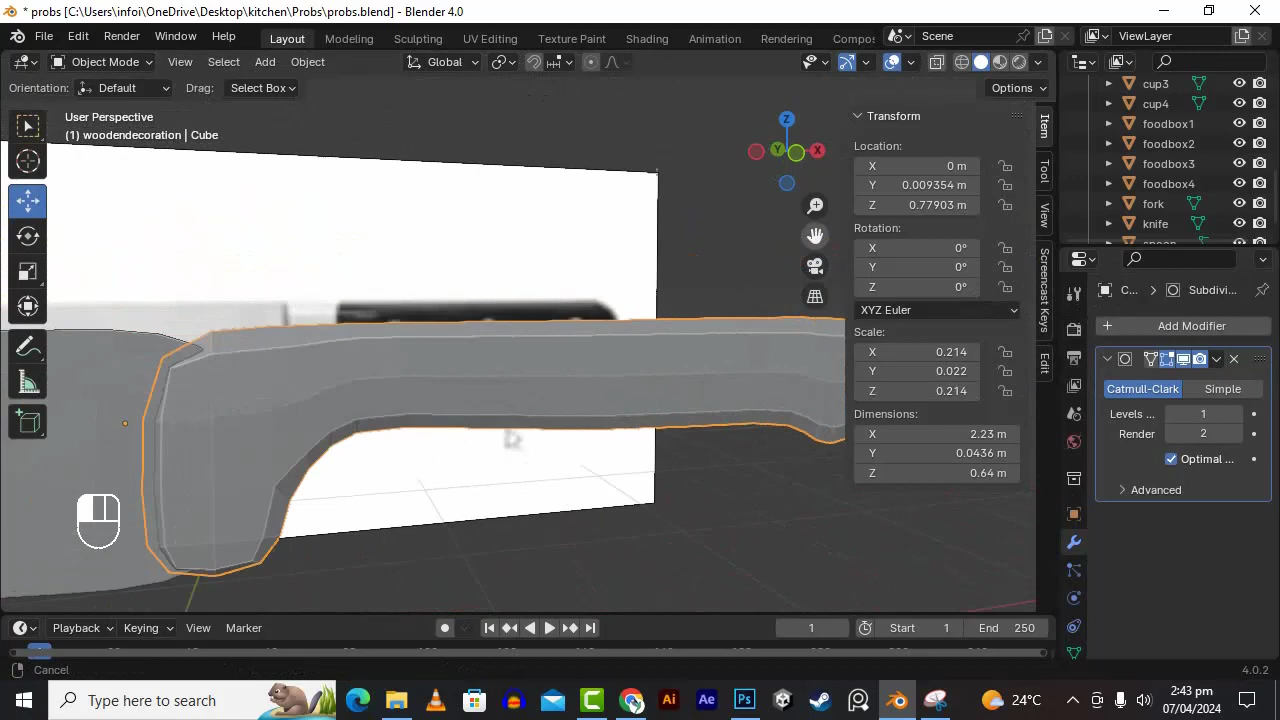 * probs [C:\Users\infoi\OneDrive\Desktop\kitchen\Probs\probs.blend] - Blender 4.0
File Edit Render Window Help Layout Modeling Sculpting UV Editing Texture Paint Shading Animation Rendering Compos Scene ViewLayer
Object Mode View Select Add Object Global
Orientation: Default Drag: Select Box Options
User Perspective
(1) woodendecoration | Cube
Z
Y
X
Transform
Location:
X 0 m
Y 0.009354 m
Z 0.77903 m
Rotation:
X 0°
Y 0°
Z 0°
XYZ Euler
Scale:
X 0.214
Y 0.022
Z 0.214
Dimensions:
X 2.23 m
Y 0.0436 m
Z 0.64 m
Item
Tool
View
Screencast Keys
Edit
cup3
cup4
foodbox1
foodbox2
foodbox3
foodbox4
fork
knife
spoon
C... Subdivi...
Add Modifier
Catmull-Clark Simple
Levels ... 1
Render 2
Optimal ...
Advanced
Playback Keying View Marker 1 Start 1 End 250
Cancel 4.0.2
Type here to search
Ai
Ae
Ps
24°C
2:43 pm
07/04/2024